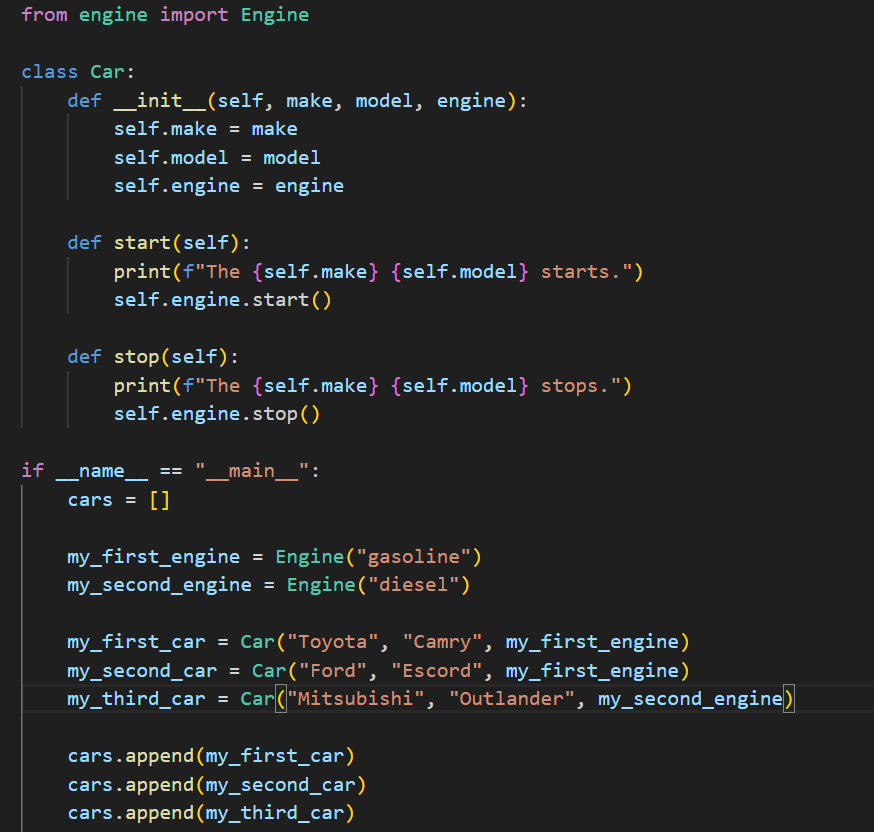 from engine import Engine
class Car:
    def __init__(self, make, model, engine):
        self.make = make
        self.model = model
        self.engine = engine
    def start(self):
        print(f"The {self.make} {self.model} starts.")
        self.engine.start()
    def stop(self):
        print(f"The {self.make} {self.model} stops.")
        self.engine.stop()
if __name__ == "__main__":
    cars = []
    my_first_engine = Engine("gasoline")
    my_second_engine = Engine("diesel")
    my_first_car = Car("Toyota", "Camry", my_first_engine)
    my_second_car = Car("Ford", "Escord", my_first_engine)
    my_third_car = Car("Mitsubishi", "Outlander", my_second_engine)
    cars.append(my_first_car)
    cars.append(my_second_car)
    cars.append(my_third_car)